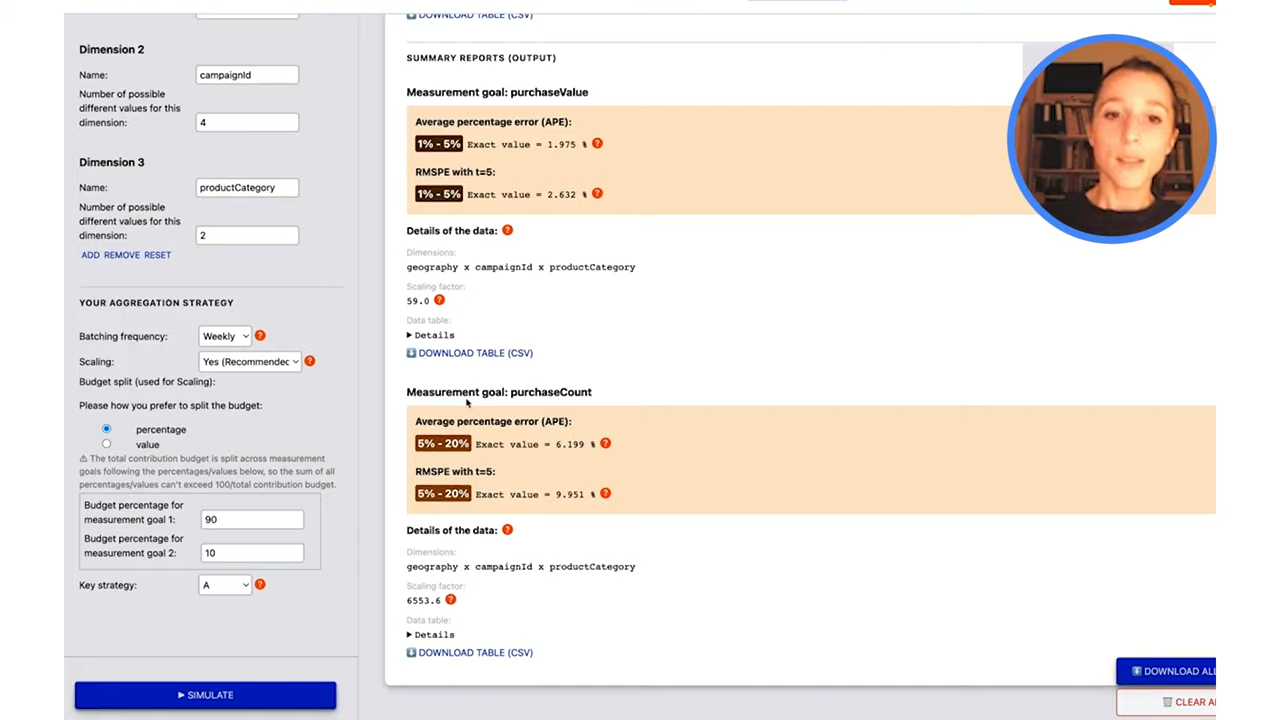 Dimension 2
Name:
campaignId
Number of possible
different values for this
dimension:
4
Dimension 3
Name:
productCategory
Number of possible
different values for this
dimension:
2
ADD REMOVE RESET
YOUR AGGREGATION STRATEGY
Batching frequency:
Weekly
?
Scaling:
Yes (Recommended
?
Budget split (used for Scaling):
Please how you prefer to split the budget:
percentage
value
⚠ The total contribution budget is split across measurement
goals following the percentages/values below, so the sum of all
percentages/values can't exceed 100/total contribution budget.
Budget percentage for
measurement goal 1:
90
Budget percentage for
measurement goal 2:
10
Key strategy:
A
?
▶ SIMULATE
DOWNLOAD TABLE (CSV)
SUMMARY REPORTS (OUTPUT)
Measurement goal: purchaseValue
Average percentage error (APE):
1% - 5% Exact value = 1.975 % ?
RMSPE with t=5:
1% - 5% Exact value = 2.632 % ?
Details of the data: ?
Dimensions:
geography x campaignId x productCategory
Scaling factor:
59.0 ?
Data table:
▶ Details
DOWNLOAD TABLE (CSV)
Measurement goal: purchaseCount
Average percentage error (APE):
5% - 20% Exact value = 6.199 % ?
RMSPE with t=5:
5% - 20% Exact value = 9.951 % ?
Details of the data: ?
Dimensions:
geography x campaignId x productCategory
Scaling factor:
6553.6 ?
Data table:
▶ Details
DOWNLOAD TABLE (CSV)
DOWNLOAD AL
CLEAR A